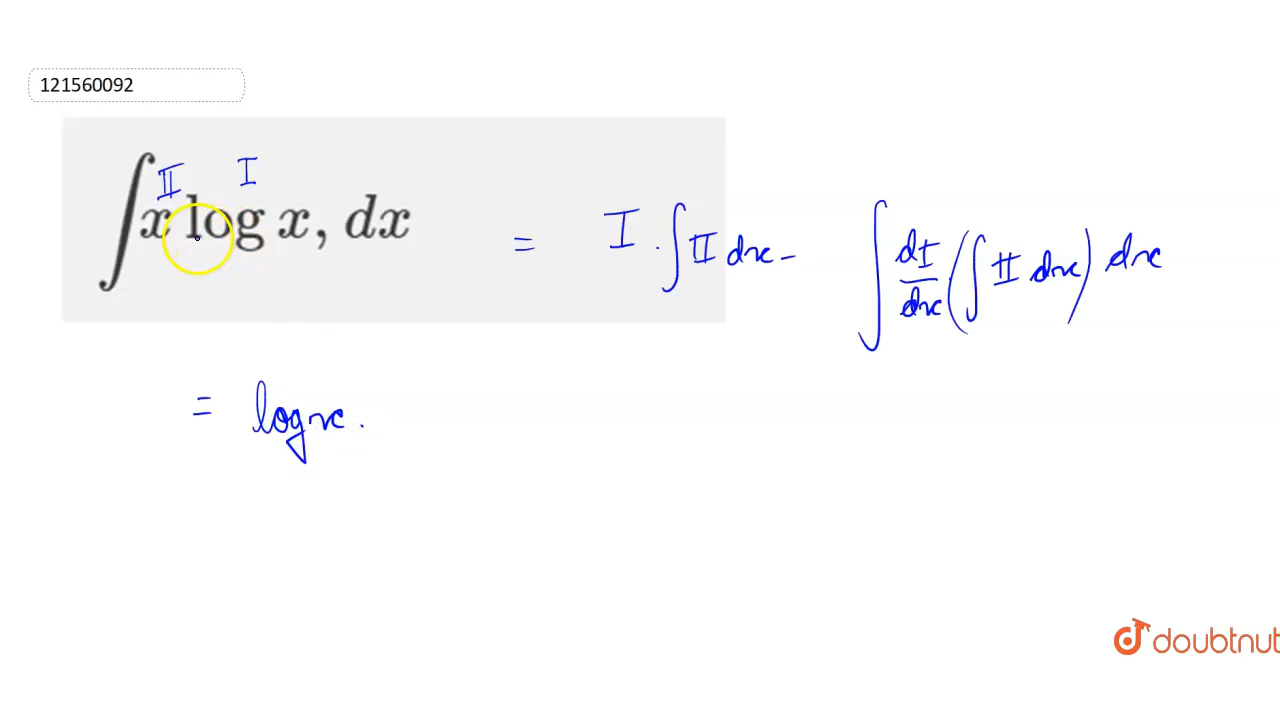 121560092
II I
∫ x log x, dx = I . ∫ II dx - ∫ dI/dx (∫ II dx) dx
= log x .
doubtnut